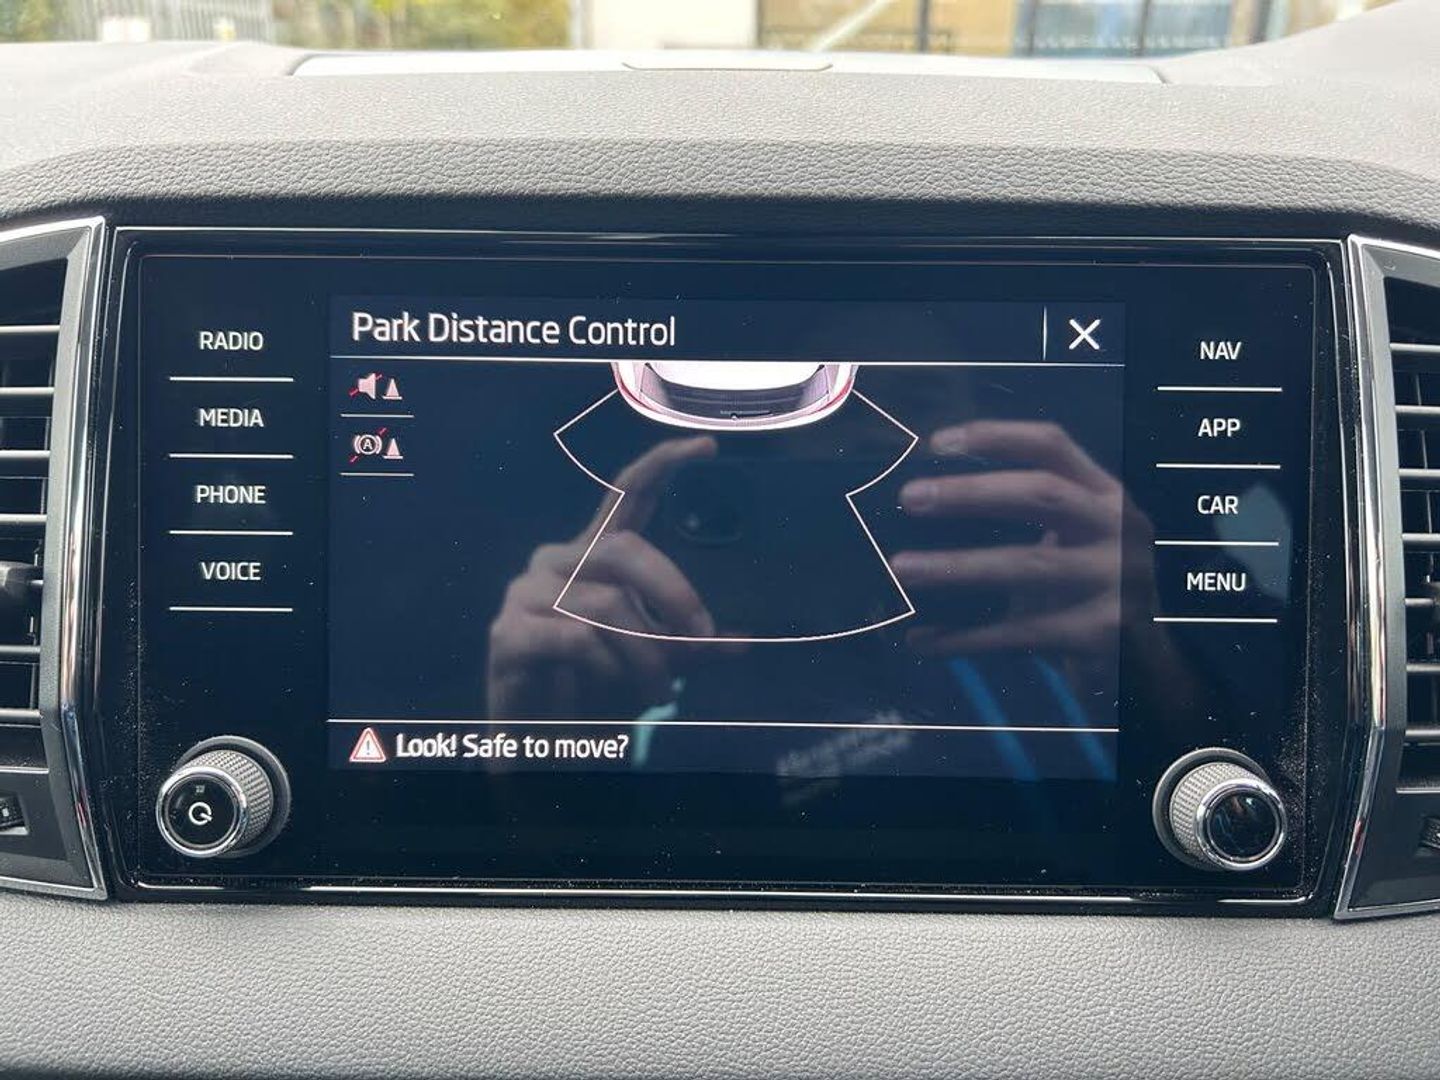 Park Distance Control
RADIO
MEDIA
PHONE
VOICE
NAV
APP
CAR
MENU
A
Look! Safe to move?